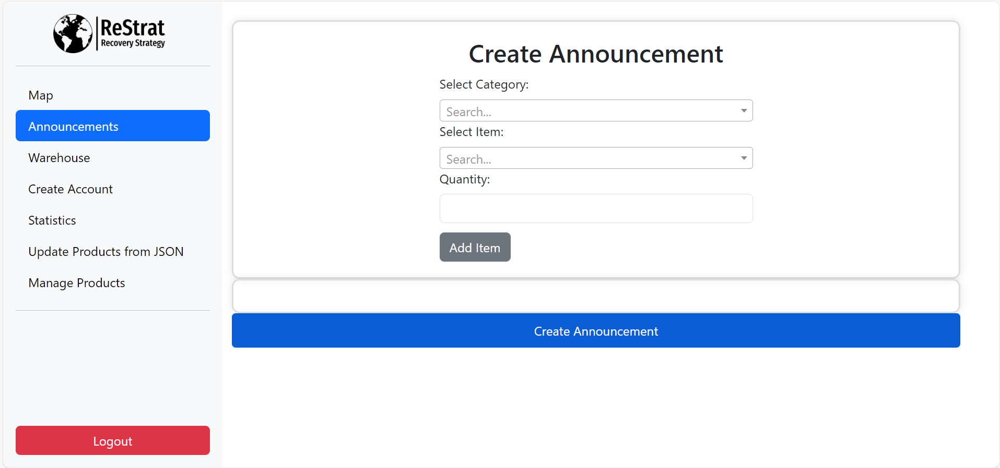 ReStrat
Recovery Strategy
Map
Announcements
Warehouse
Create Account
Statistics
Update Products from JSON
Manage Products
Logout
Create Announcement
Select Category:
Search...
Select Item:
Search...
Quantity:
Add Item
Create Announcement